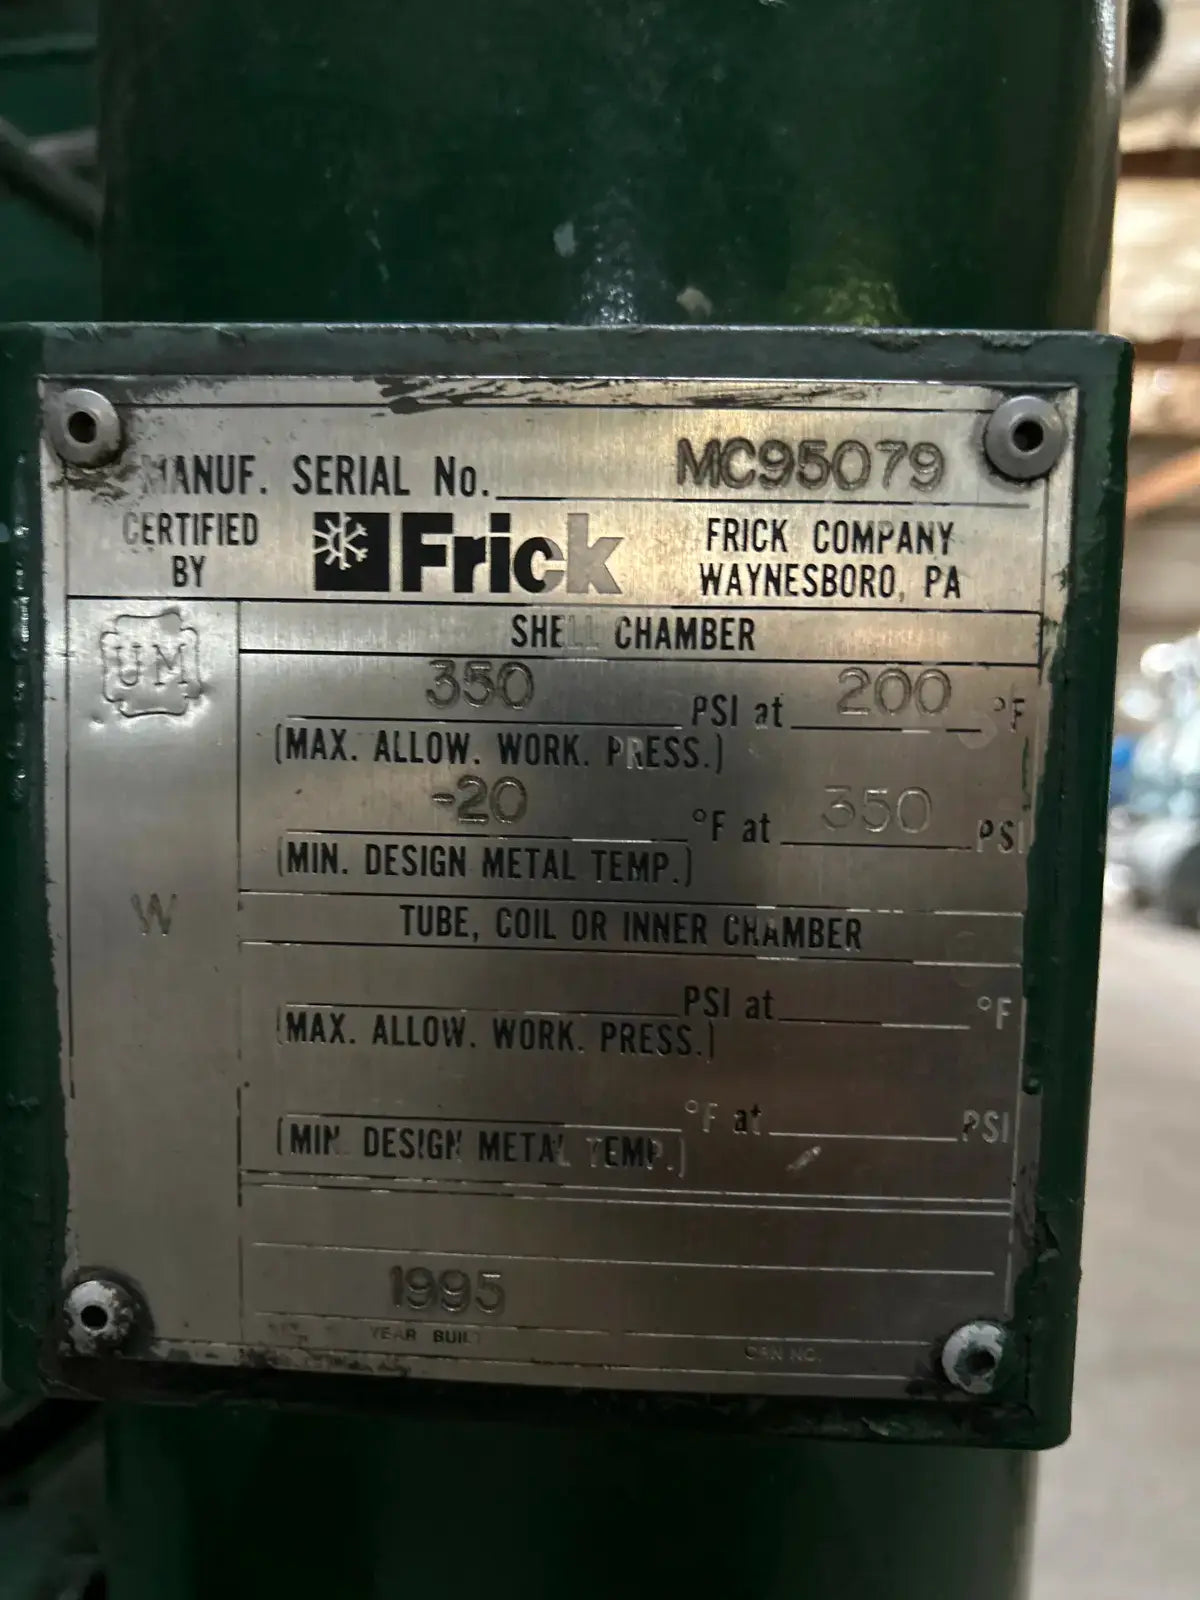 MANUF. SERIAL No. MC95079
CERTIFIED BY
Frick
FRICK COMPANY
WAYNESBORO, PA
UM
W
SHELL CHAMBER
350 PSI at 200 °F
(MAX. ALLOW. WORK. PRESS.)
-20 °F at 350 PSI
(MIN. DESIGN METAL TEMP.)
TUBE, COIL OR INNER CHAMBER
PSI at °F
(MAX. ALLOW. WORK. PRESS.)
°F at PSI
(MIN. DESIGN METAL TEMP.)
1995
YEAR BUILT
CRN NO.